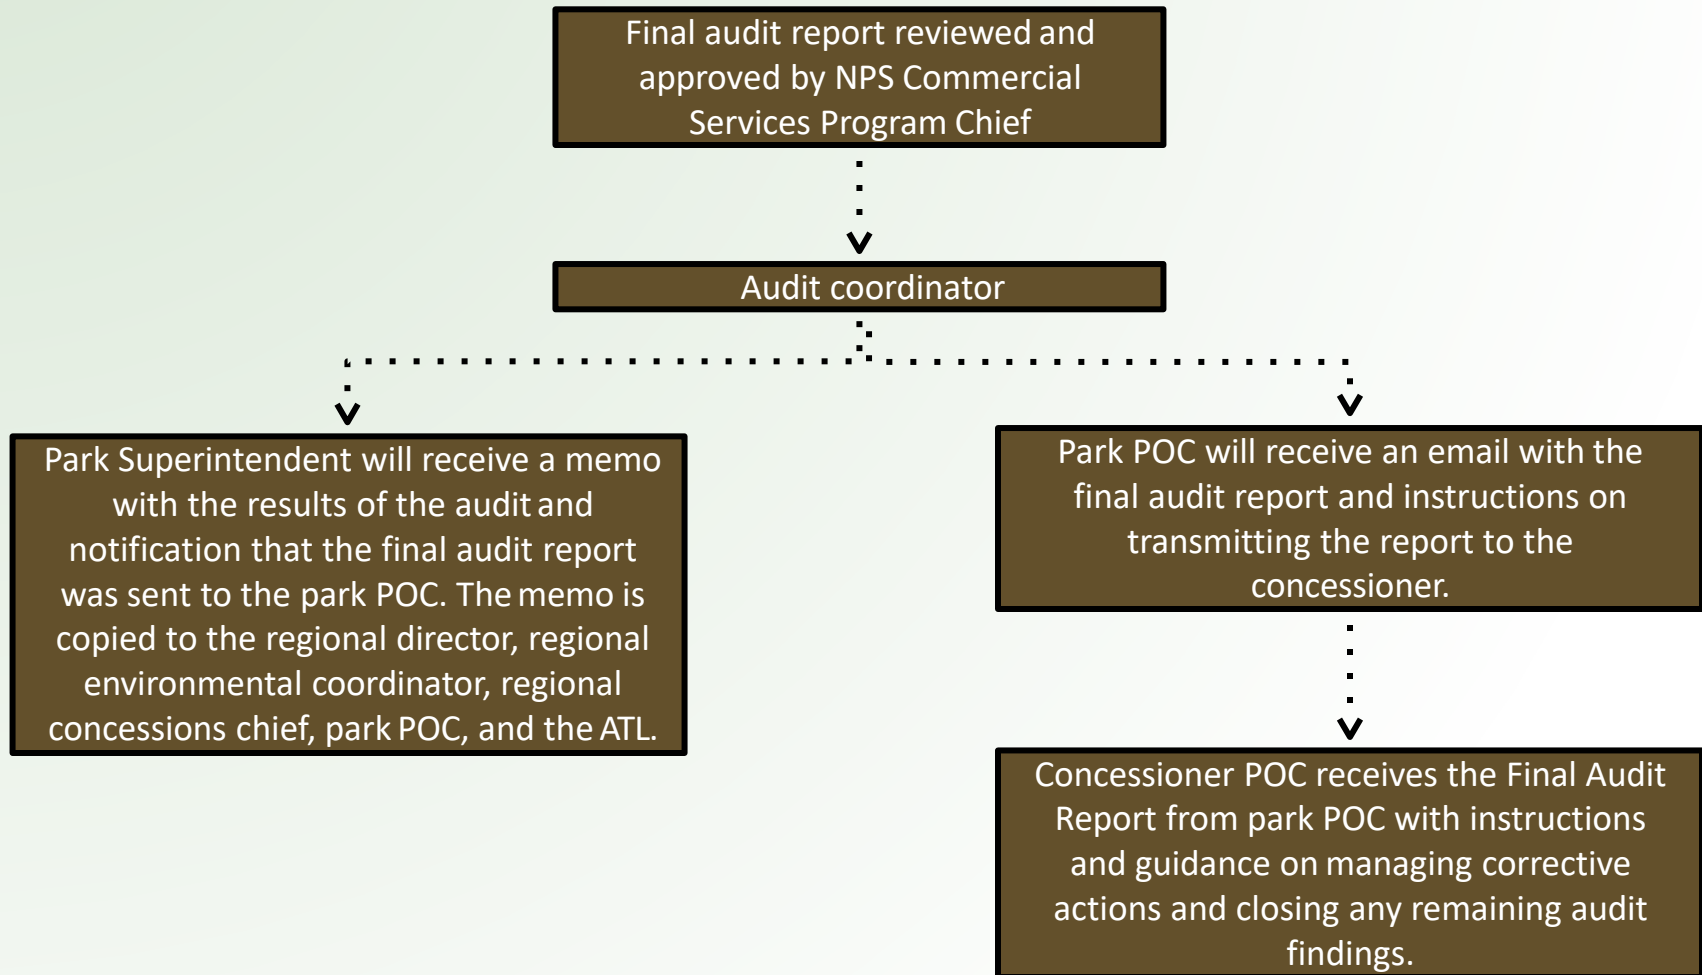 Final audit report reviewed and
approved by NPS Commercial
Services Program Chief
Audit coordinator
Park Superintendent will receive a memo
with the results of the audit and
notification that the final audit report
was sent to the park POC. The memo is
copied to the regional director, regional
environmental coordinator, regional
concessions chief, park POC, and the ATL.
Park POC will receive an email with the
final audit report and instructions on
transmitting the report to the
concessioner.
Concessioner POC receives the Final Audit
Report from park POC with instructions
and guidance on managing corrective
actions and closing any remaining audit
findings.